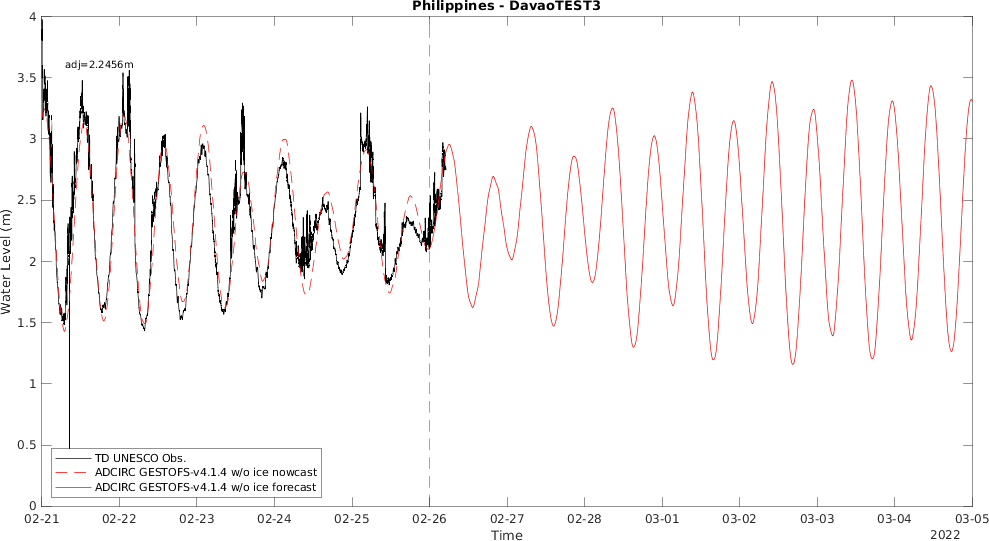 Philippines - DavaoTEST3
adj=2.2456m
Water Level (m)
4
3.5
3
2.5
2
1.5
1
0.5
0
TD UNESCO Obs.
ADCIRC GESTOFS-v4.1.4 w/o ice nowcast
ADCIRC GESTOFS-v4.1.4 w/o ice forecast
02-21 02-22 02-23 02-24 02-25 02-26 02-27 02-28 03-01 03-02 03-03 03-04 03-05
Time
2022